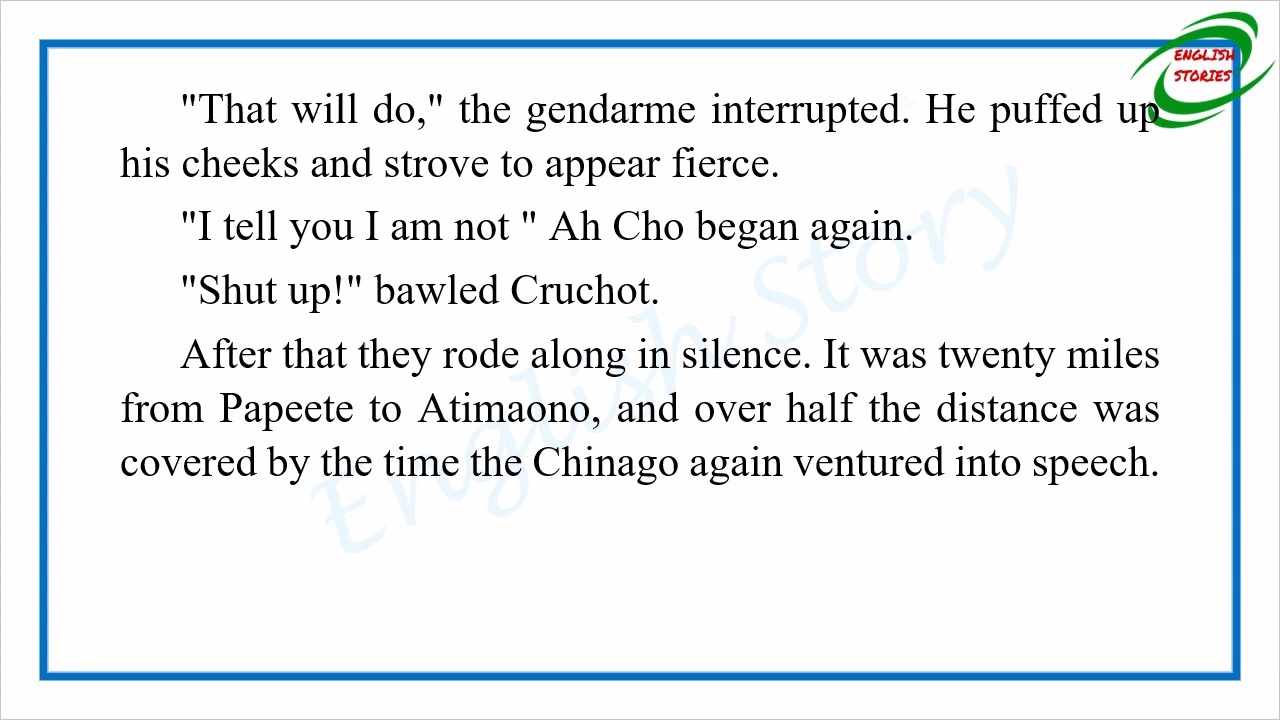 ENGLISH
STORIES
"That will do," the gendarme interrupted. He puffed up
his cheeks and strove to appear fierce.
"I tell you I am not " Ah Cho began again.
"Shut up!" bawled Cruchot.
After that they rode along in silence. It was twenty miles
from Papeete to Atimaono, and over half the distance was
covered by the time the Chinago again ventured into speech.
English Story